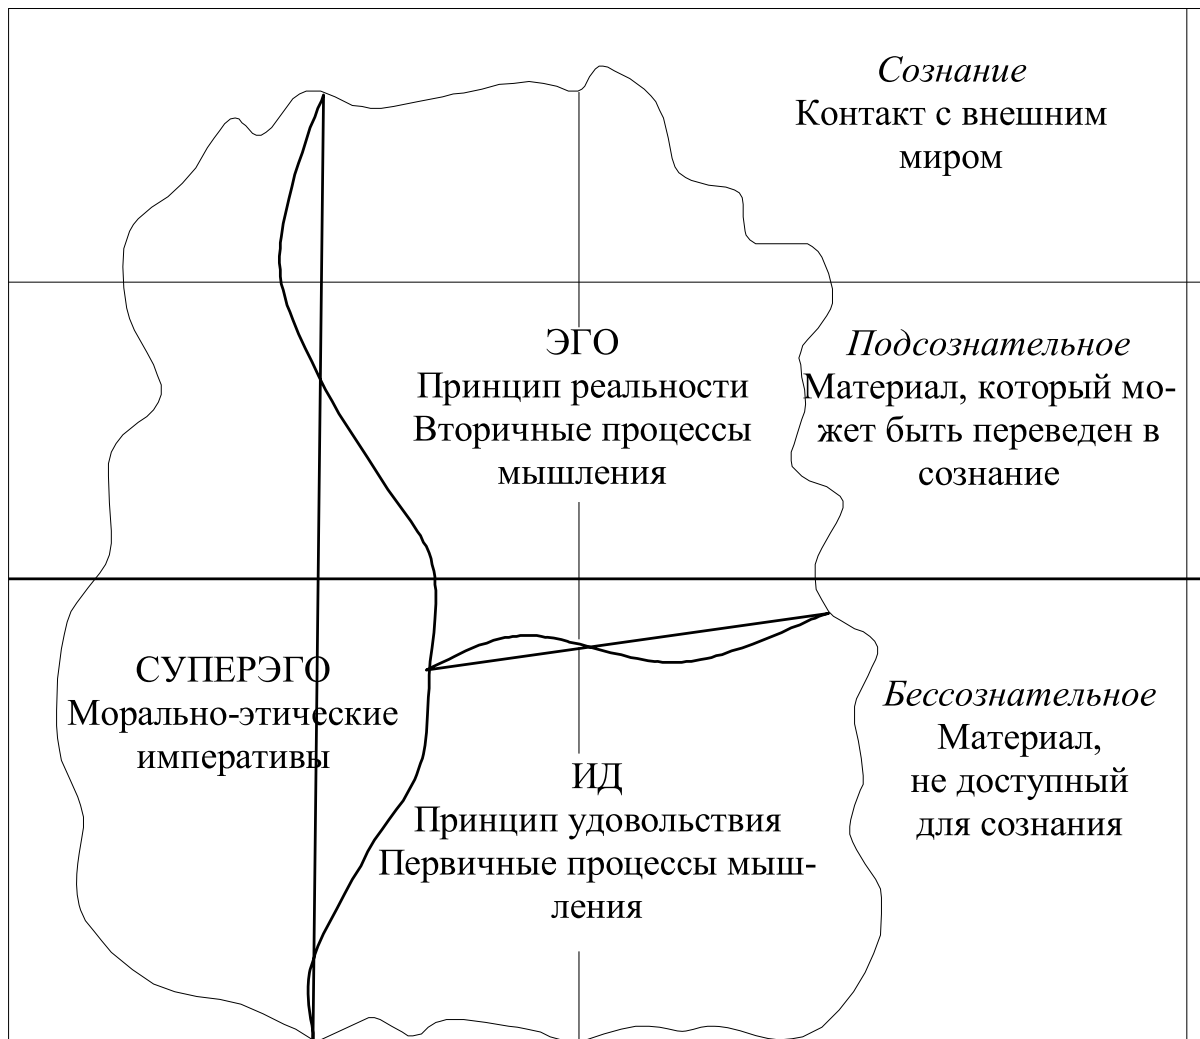 Сознание
Контакт с внешним
миром
ЭГО
Принцип реальности
Вторичные процессы
мышления
Подсознательное
Материал, который мо-
жет быть переведен в
сознание
СУПЕРЭГО
Морально-этические
императивы
ИД
Принцип удовольствия
Первичные процессы мыш-
ления
Бессознательное
Материал,
не доступный
для сознания